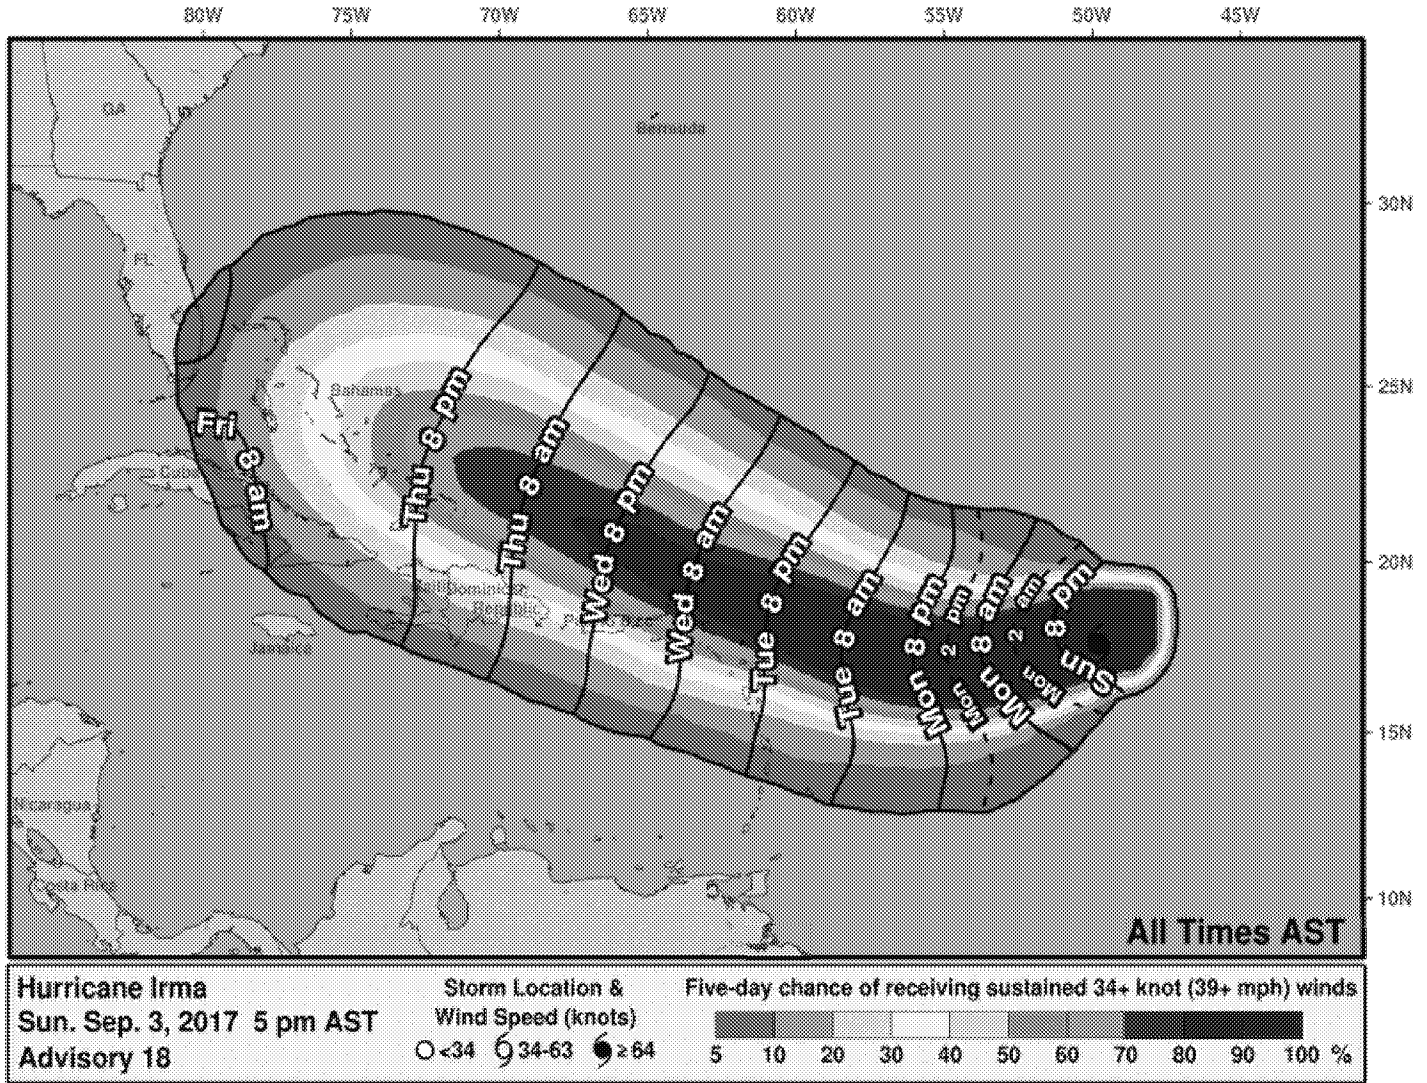 80W 75W 70W 65W 60W 55W 50W 45W
GA
Bermuda
30N
FL
25N
Bahamas
Thu 8 pm
Fri 8 am
Thu 8 am
Wed 8 pm
Wed 8 am
Tue 8 pm
Tue 8 am
Mon 8 pm
Mon 2 pm
Mon 8 am
Mon 2 am
Sun 8 pm
Cuba
20N
Haiti
Dominican
Republic
Jamaica
15N
Nicaragua
Costa Rica
10N
All Times AST
Hurricane Irma
Sun. Sep. 3, 2017 5 pm AST
Advisory 18
Storm Location &
Wind Speed (knots)
<34 34-63 ≥ 64
Five-day chance of receiving sustained 34+ knot (39+ mph) winds
5 10 20 30 40 50 60 70 80 90 100 %